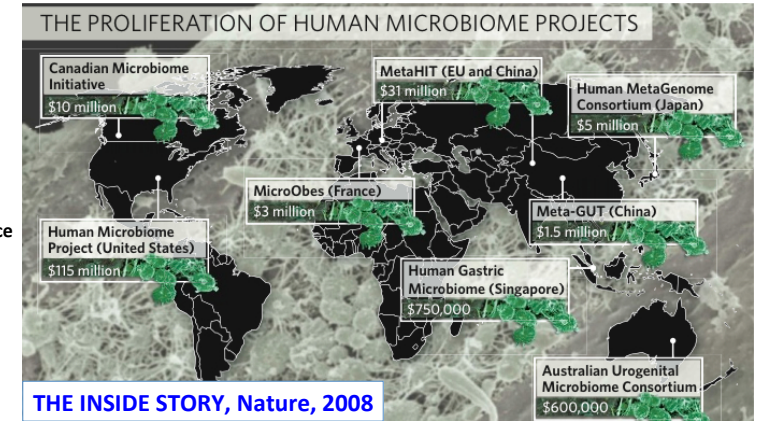 THE PROLIFERATION OF HUMAN MICROBIOME PROJECTS
Canadian Microbiome
Initiative
$10 million
MetaHIT (EU and China)
$31 million
Human MetaGenome
Consortium (Japan)
$5 million
MicroObes (France)
$3 million
Meta-GUT (China)
$1.5 million
ce
Human Microbiome
Project (United States)
$115 million
Human Gastric
Microbiome (Singapore)
$750,000
Australian Urogenital
Microbiome Consortium
$600,000
THE INSIDE STORY, Nature, 2008